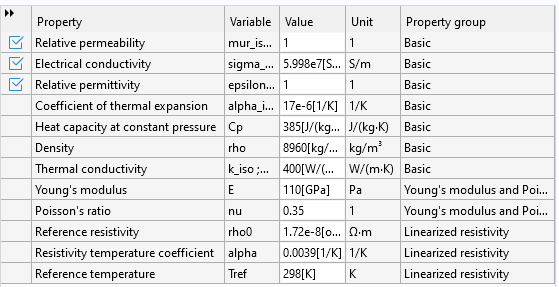 Property Variable Value Unit Property group
Relative permeability mur_is... 1 1 Basic
Electrical conductivity sigma_... 5.998e7[S... S/m Basic
Relative permittivity epsilon... 1 1 Basic
Coefficient of thermal expansion alpha_i... 17e-6[1/K] 1/K Basic
Heat capacity at constant pressure Cp 385[J/(kg... J/(kg·K) Basic
Density rho 8960[kg/... kg/m³ Basic
Thermal conductivity k_iso ;... 400[W/(... W/(m·K) Basic
Young's modulus E 110[GPa] Pa Young's modulus and Poi...
Poisson's ratio nu 0.35 1 Young's modulus and Poi...
Reference resistivity rho0 1.72e-8[o... Ω·m Linearized resistivity
Resistivity temperature coefficient alpha 0.0039[1/K] 1/K Linearized resistivity
Reference temperature Tref 298[K] K Linearized resistivity